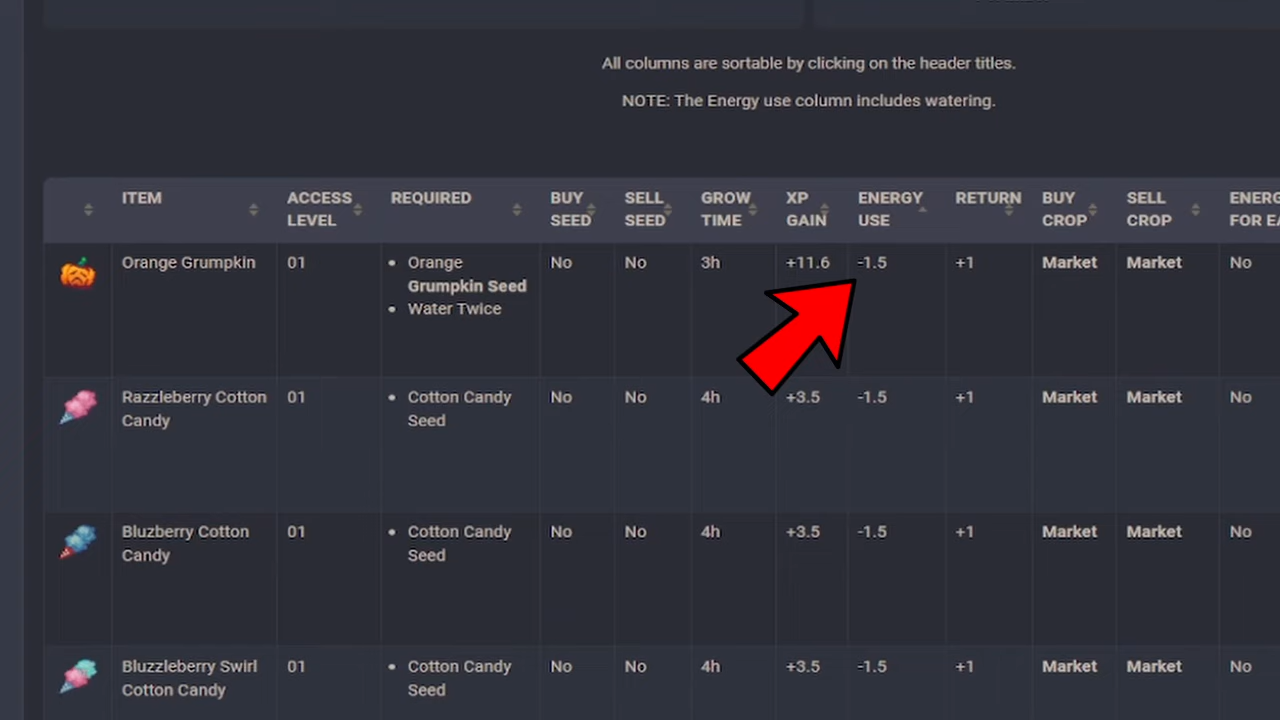 All columns are sortable by clicking on the header titles.
NOTE: The Energy use column includes watering.
ITEM
ACCESS LEVEL
REQUIRED
BUY SEED
SELL SEED
GROW TIME
XP GAIN
ENERGY USE
RETURN
BUY CROP
SELL CROP
Orange Grumpkin
01
Orange
Grumpkin Seed
Water Twice
No
No
3h
+11.6
-1.5
+1
Market
Market
No
Razzleberry Cotton
Candy
01
Cotton Candy
Seed
No
No
4h
+3.5
-1.5
+1
Market
Market
No
Bluzberry Cotton
Candy
01
Cotton Candy
Seed
No
No
4h
+3.5
-1.5
+1
Market
Market
No
Bluzzleberry Swirl
Cotton Candy
01
Cotton Candy
Seed
No
No
4h
+3.5
-1.5
+1
Market
Market
No